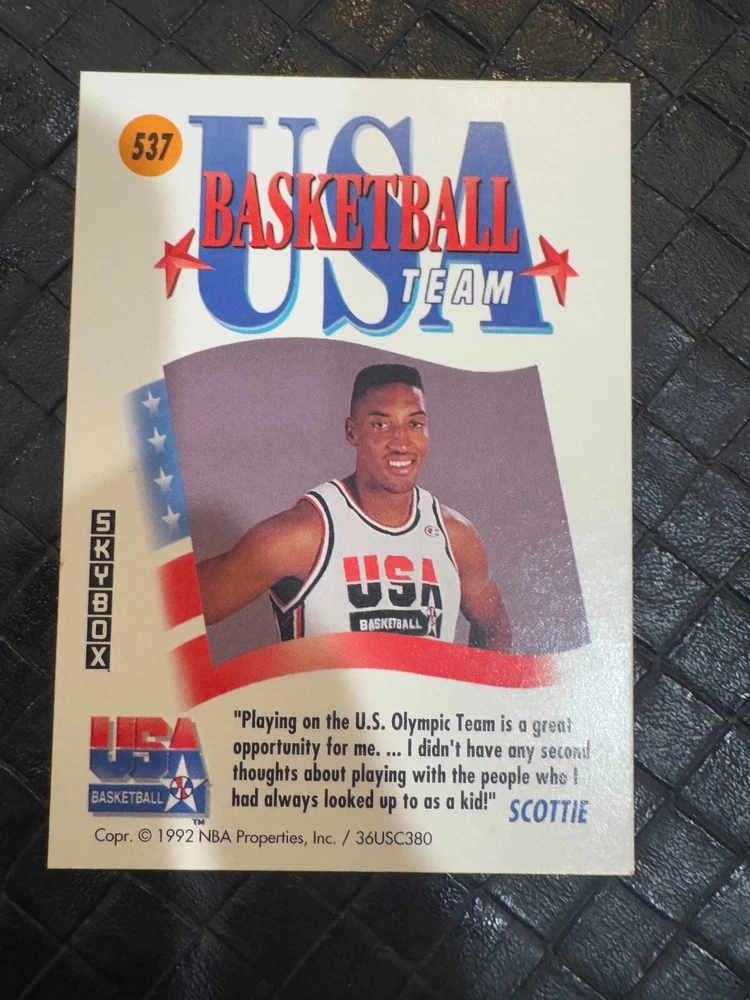 537
USA
BASKETBALL
TEAM
USA
BASKETBALL
SKYBOX
USA
BASKETBALL
TM
"Playing on the U.S. Olympic Team is a great
opportunity for me. ... I didn't have any second
thoughts about playing with the people who I
had always looked up to as a kid!" SCOTTIE
Copr. © 1992 NBA Properties, Inc. / 36USC380